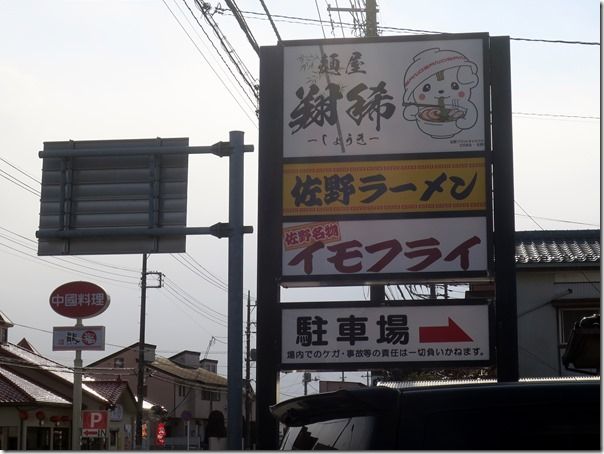 麺屋
翔稀
ーしょうきー
佐野ラーメン
佐野名物
イモフライ
駐車場
場内でのケガ・事故等の責任は一切負いかねます。
中國料理
P
IN